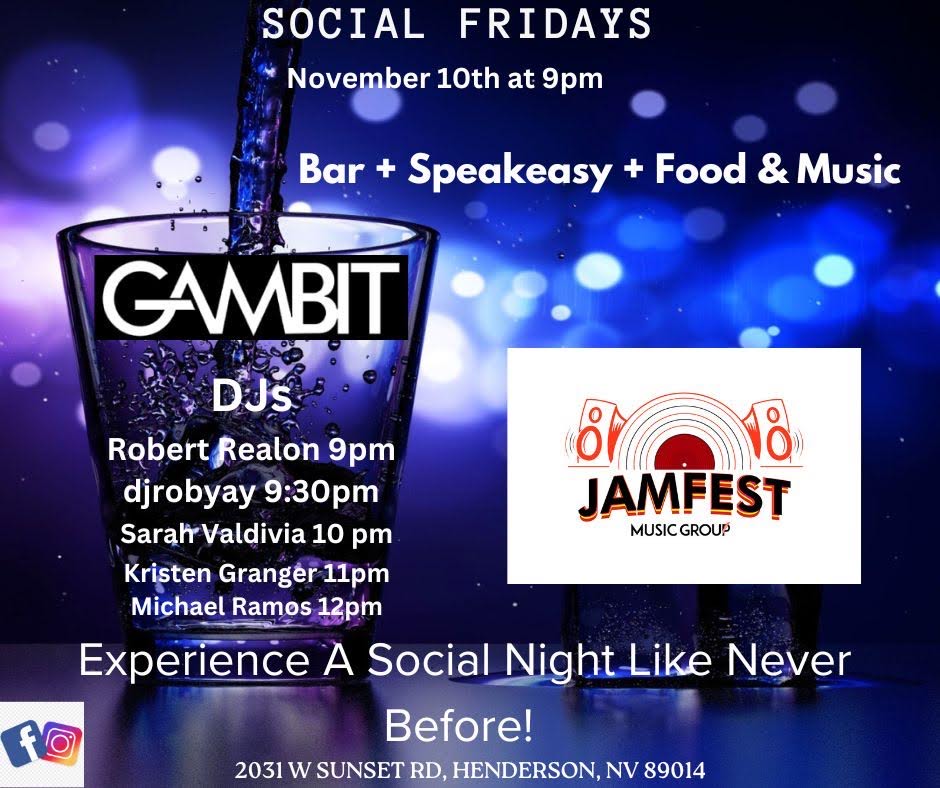 SOCIAL FRIDAYS
November 10th at 9pm
Bar + Speakeasy + Food & Music
GAMBIT
DJs
Robert Realon 9pm
djrobyay 9:30pm
Sarah Valdivia 10 pm
Kristen Granger 11pm
Michael Ramos 12pm
JAMFEST
MUSIC GROUP
Experience A Social Night Like Never
Before!
2031 W SUNSET RD, HENDERSON, NV 89014